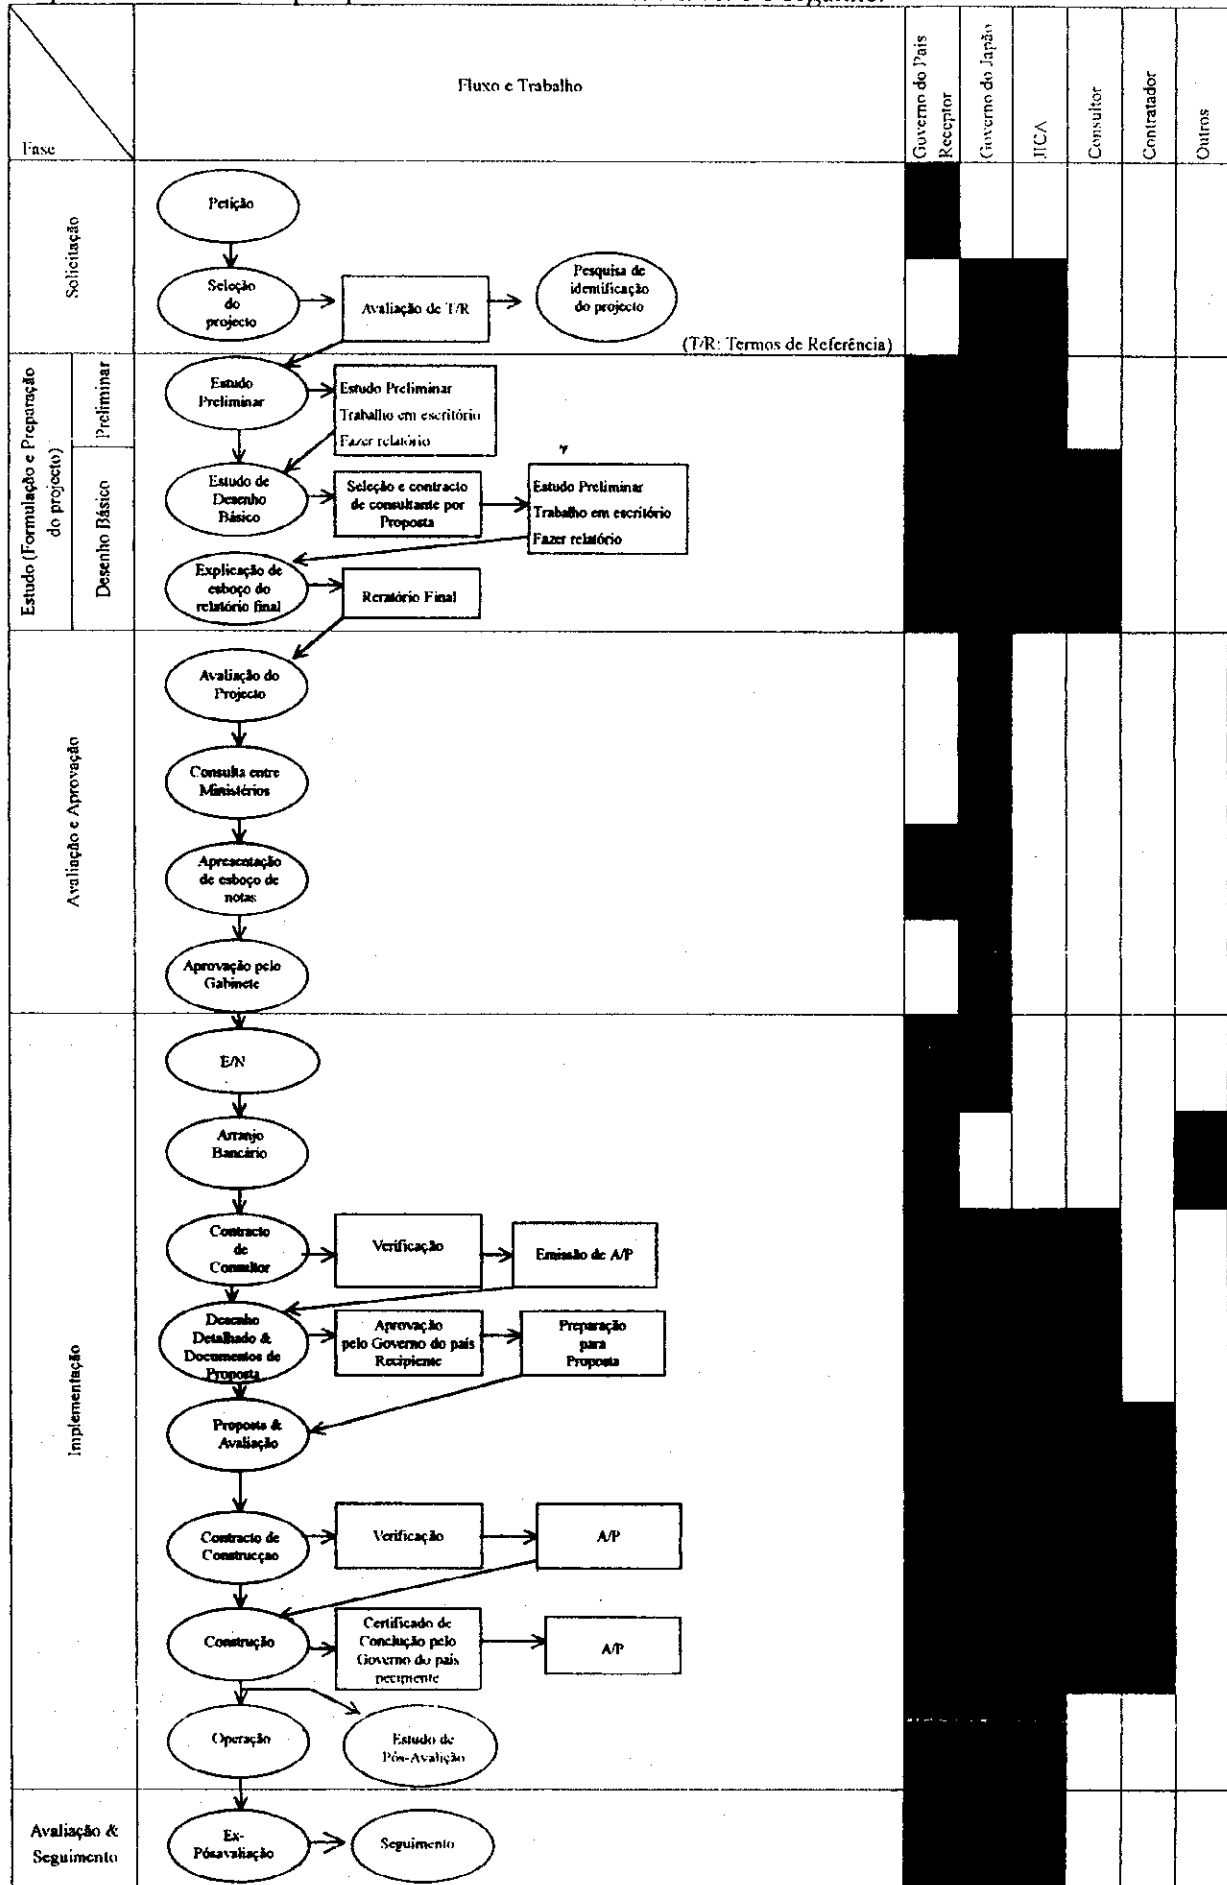 seguinte.
Fase
Fluxo e Trabalho
Governo do País
Receptor
Governo do Japão
JICA
Consultor
Contratador
Outros
Solicitação
Petição
Seleção
do
projecto
Avaliação de T/R
Pesquisa de
identificação
do projecto
(T/R: Termos de Referência)
Estudo (Formulação e Preparação
do projecto)
Preliminar
Estudo
Preliminar
Estudo Preliminar
Trabalho em escritório
Fazer relatório
Desenho Básico
Estudo de
Desenho
Básico
Seleção e contracto
de consultante por
Proposta
Estudo Preliminar
Trabalho em escritório
Fazer relatório
Explicação de
esboço do
relatório final
Reratório Final
Avaliação e Aprovação
Avaliação do
Projecto
Consulta entre
Ministérios
Apresentação
de esboço de
notas
Aprovação pelo
Gabinete
Implementação
E/N
Arranjo
Bancário
Contracto
de
Consultor
Verificação
Emissão de A/P
Desenho
Detalhado &
Documentos de
Proposta
Aprovação
pelo Governo do país
Recipiente
Preparação
para
Proposta
Proposta &
Avaliação
Contracto de
Construcçao
Verificação
A/P
Construção
Certificado de
Conclução pelo
Governo do país
pecipiente
A/P
Operação
Estudo de
Pós-Avalição
Avaliação &
Seguimento
Ex-
Pósavaliação
Seguimento